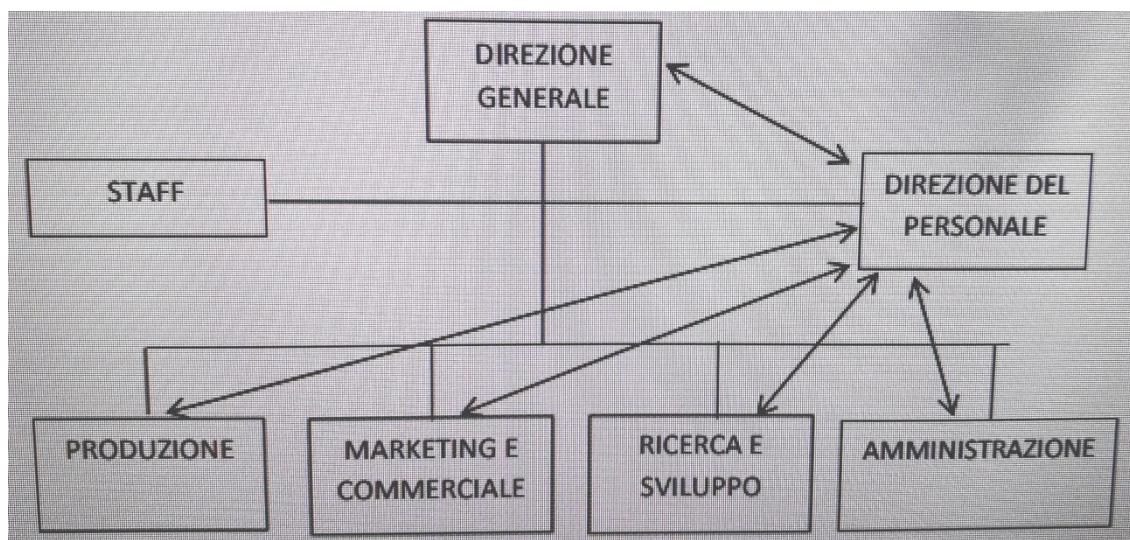 DIREZIONE
GENERALE
STAFF
DIREZIONE DEL
PERSONALE
PRODUZIONE
MARKETING E
COMMERCIALE
RICERCA E
SVILUPPO
AMMINISTRAZIONE